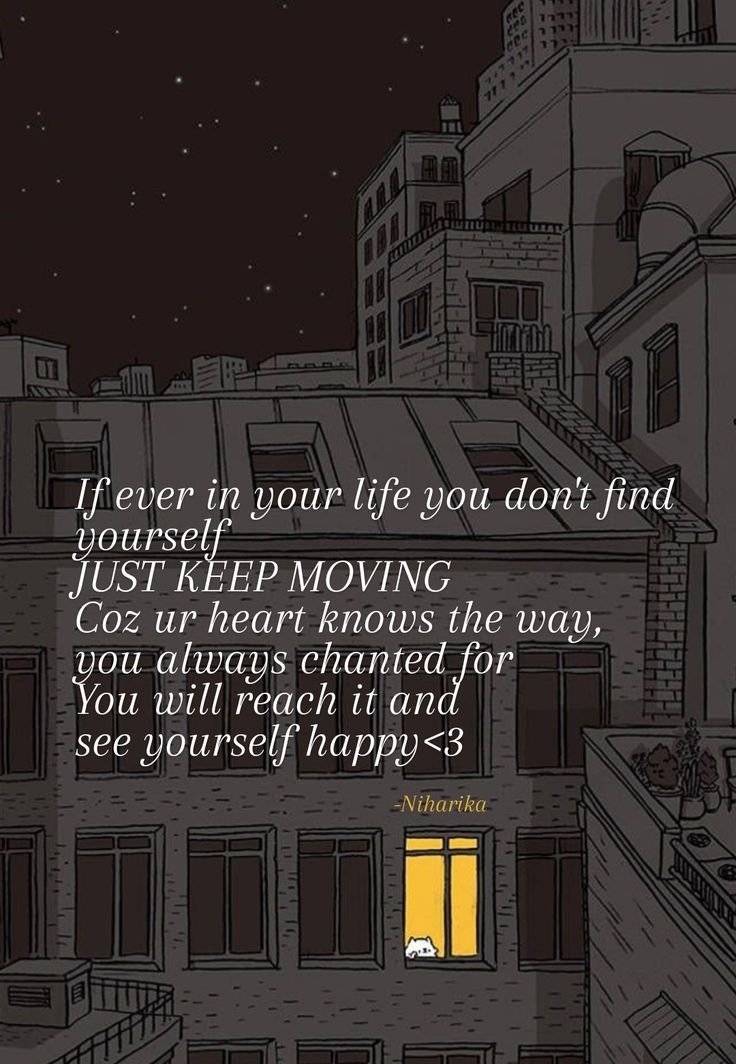 If ever in your life you don't find
yourself
JUST KEEP MOVING
Coz ur heart knows the way,
you always chanted for
You will reach it and
see yourself happy<3
-Niharika